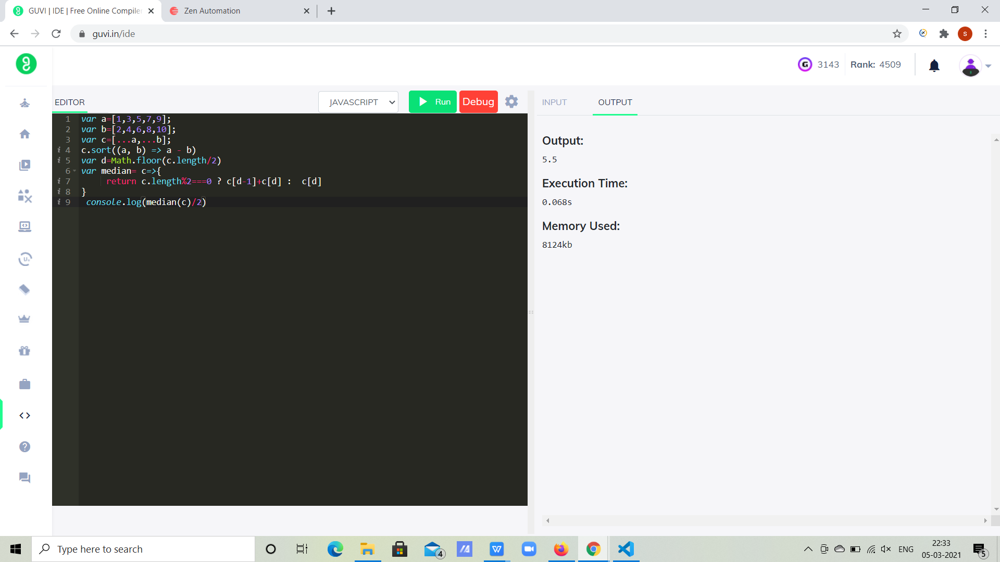 GUVI | IDE | Free Online Compiler
Zen Automation
guvi.in/ide
s
G 3143 Rank: 4509
EDITOR
JAVASCRIPT
Run
Debug
INPUT
OUTPUT
1 var a=[1,3,5,7,9];
2 var b=[2,4,6,8,10];
3 var c=[...a,...b];
i 4 c.sort((a, b) => a - b)
i 5 var d=Math.floor(c.length/2)
6 var median= c=>{
i 7 return c.length%2===0 ? c[d-1]+c[d] :  c[d]
i 8 }
i 9 console.log(median(c)/2)
Output:
5.5
Execution Time:
0.068s
Memory Used:
8124kb
Type here to search
4
W
ENG
22:33
05-03-2021
5